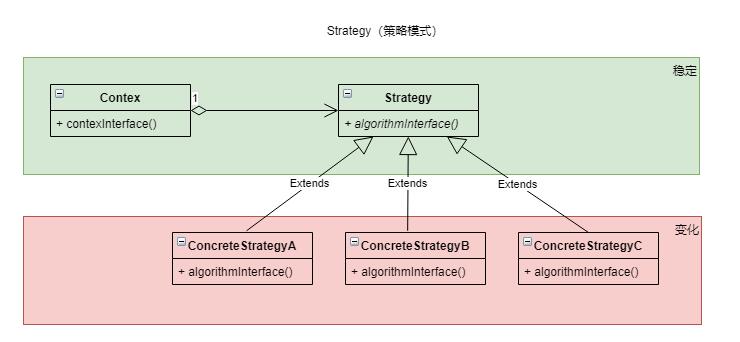 Strategy（策略模式）
稳定
Contex
1
Strategy
+ contexInterface()
+ algorithmInterface()
Extends
Extends
Extends
变化
ConcreteStrategyA
ConcreteStrategyB
ConcreteStrategyC
+ algorithmInterface()
+ algorithmInterface()
+ algorithmInterface()